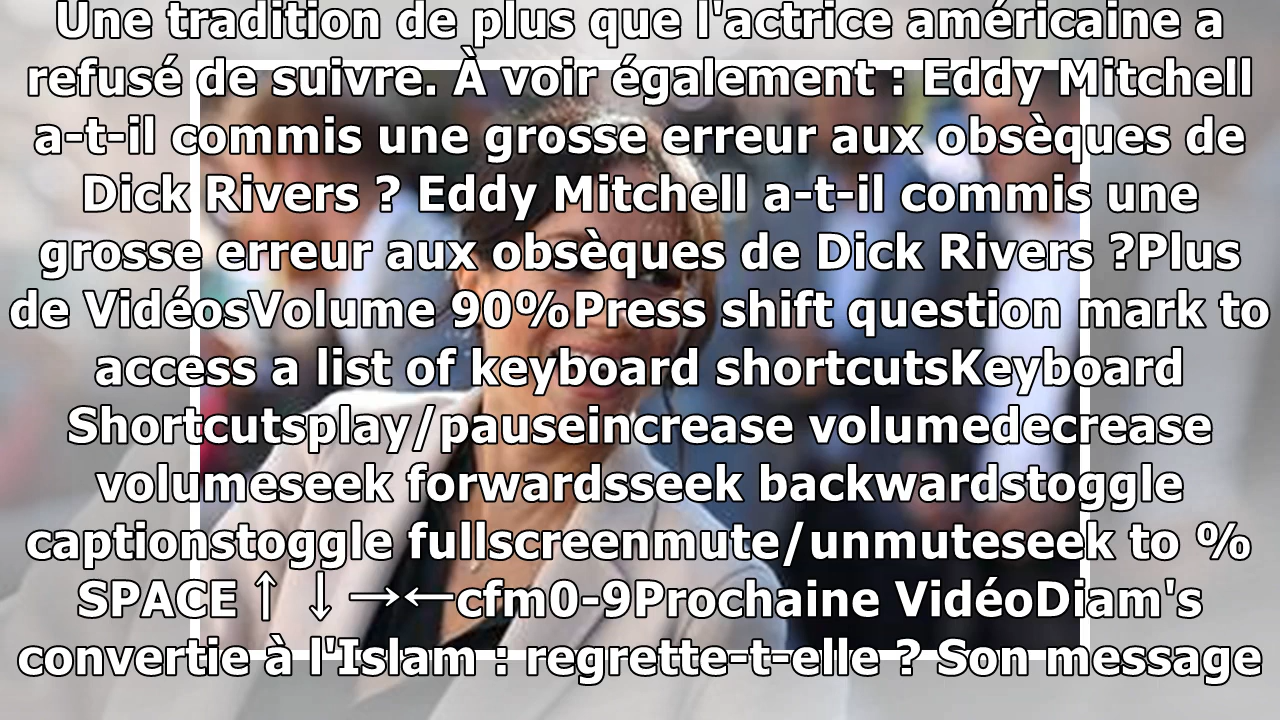 Une tradition de plus que l'actrice américaine a
refusé de suivre. À voir également : Eddy Mitchell
a-t-il commis une grosse erreur aux obsèques de
Dick Rivers ? Eddy Mitchell a-t-il commis une
grosse erreur aux obsèques de Dick Rivers ?Plus
de VidéosVolume 90%Press shift question mark to
access a list of keyboard shortcutsKeyboard
Shortcutsplay/pauseincrease volumedecrease
volumeseek forwardsseek backwardstoggle
captionstoggle fullscreenmute/unmuteseek to %
SPACE ↑ ↓ →←cfm0-9Prochaine VidéoDiam's
convertie à l'Islam : regrette-t-elle ? Son message